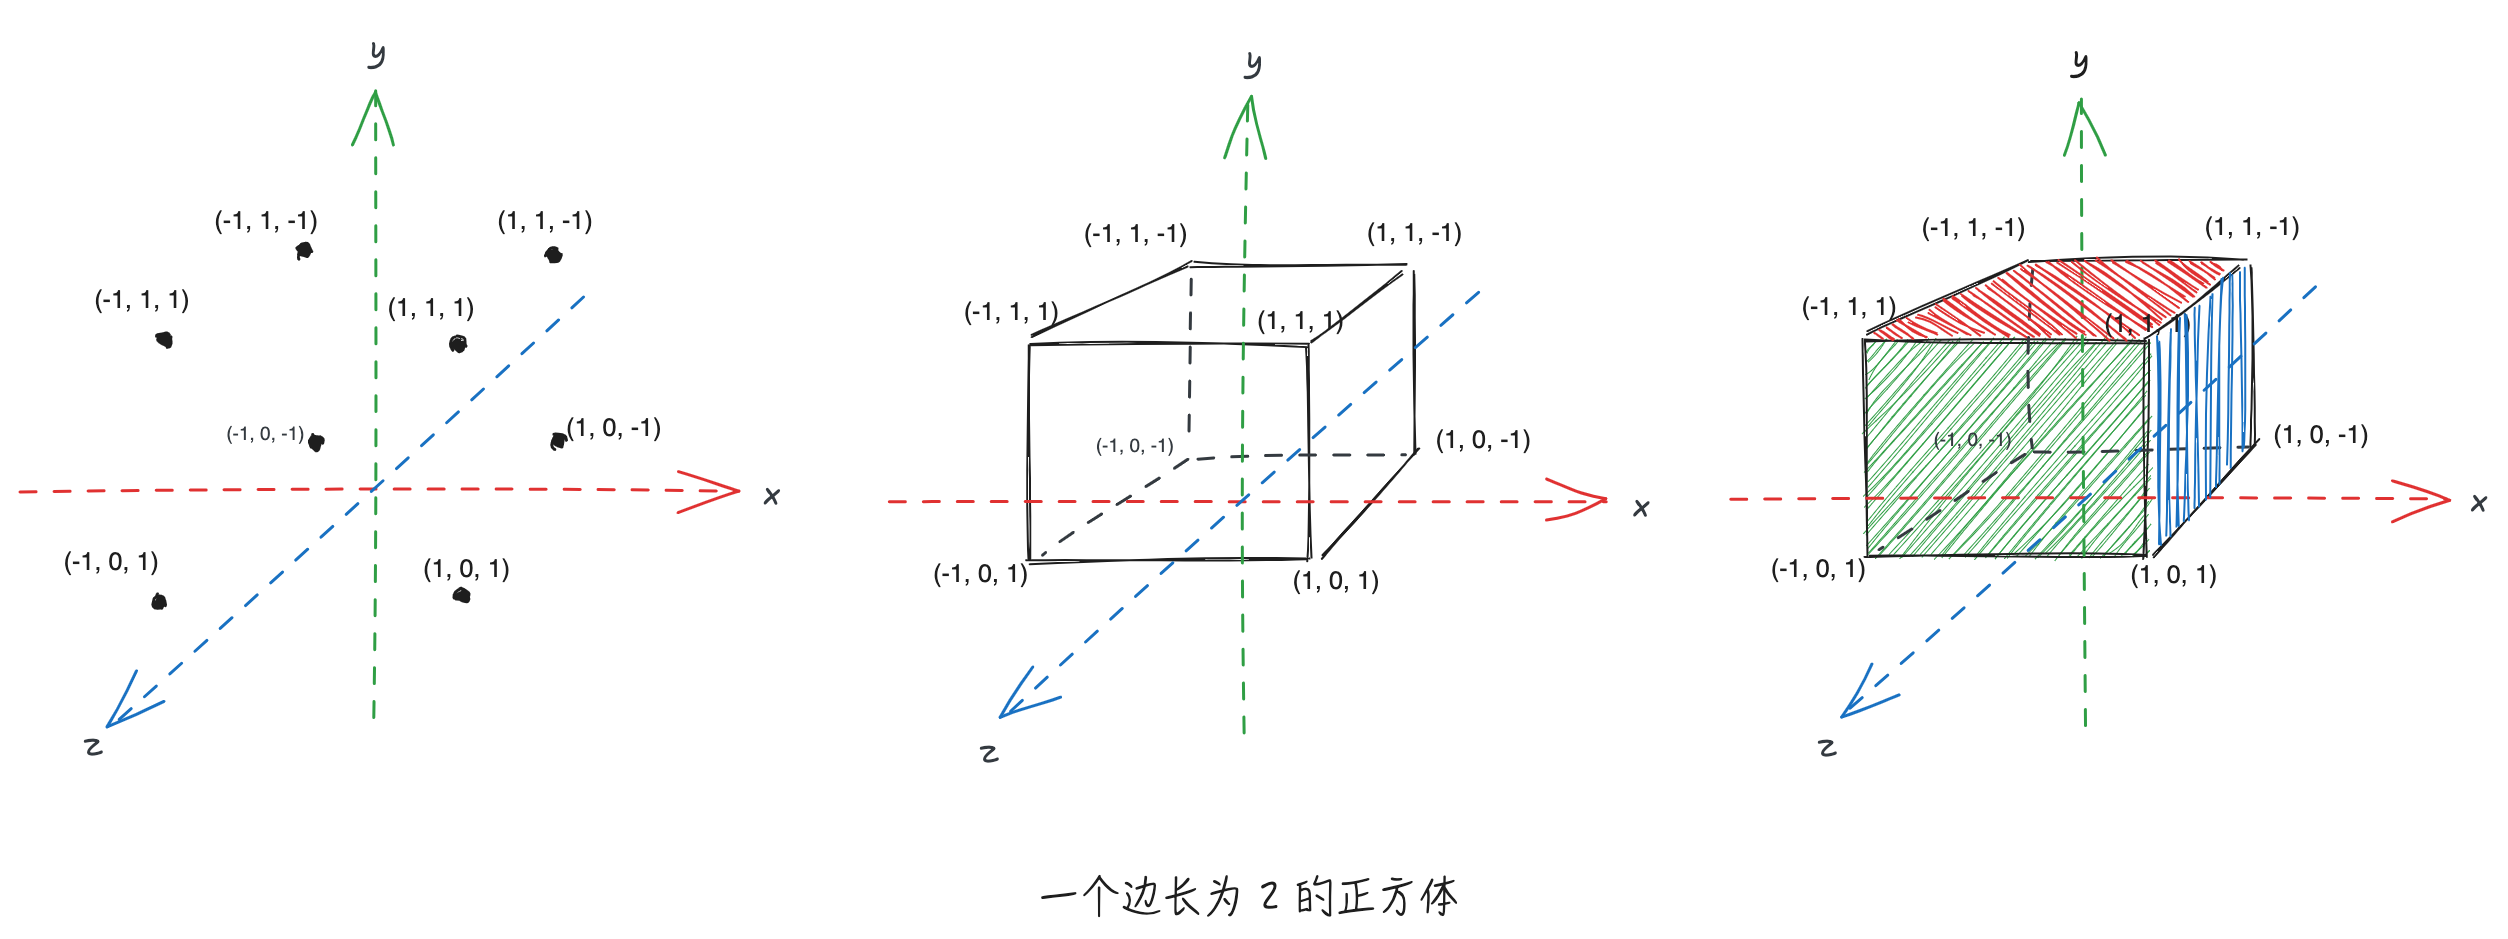 y
(-1, 1, -1)
(1, 1, -1)
(-1, 1, 1)
(1, 1, 1)
(-1, 0, -1)
(1, 0, -1)
x
(-1, 0, 1)
(1, 0, 1)
z
y
(-1, 1, -1)
(1, 1, -1)
(-1, 1, 1)
(1, 1, 1)
(-1, 0, -1)
(1, 0, -1)
x
(-1, 0, 1)
(1, 0, 1)
z
y
(-1, 1, -1)
(1, 1, -1)
(-1, 1, 1)
(1, 1, 1)
(-1, 0, -1)
(1, 0, -1)
x
(-1, 0, 1)
(1, 0, 1)
z
一个边长为 2 的正方体